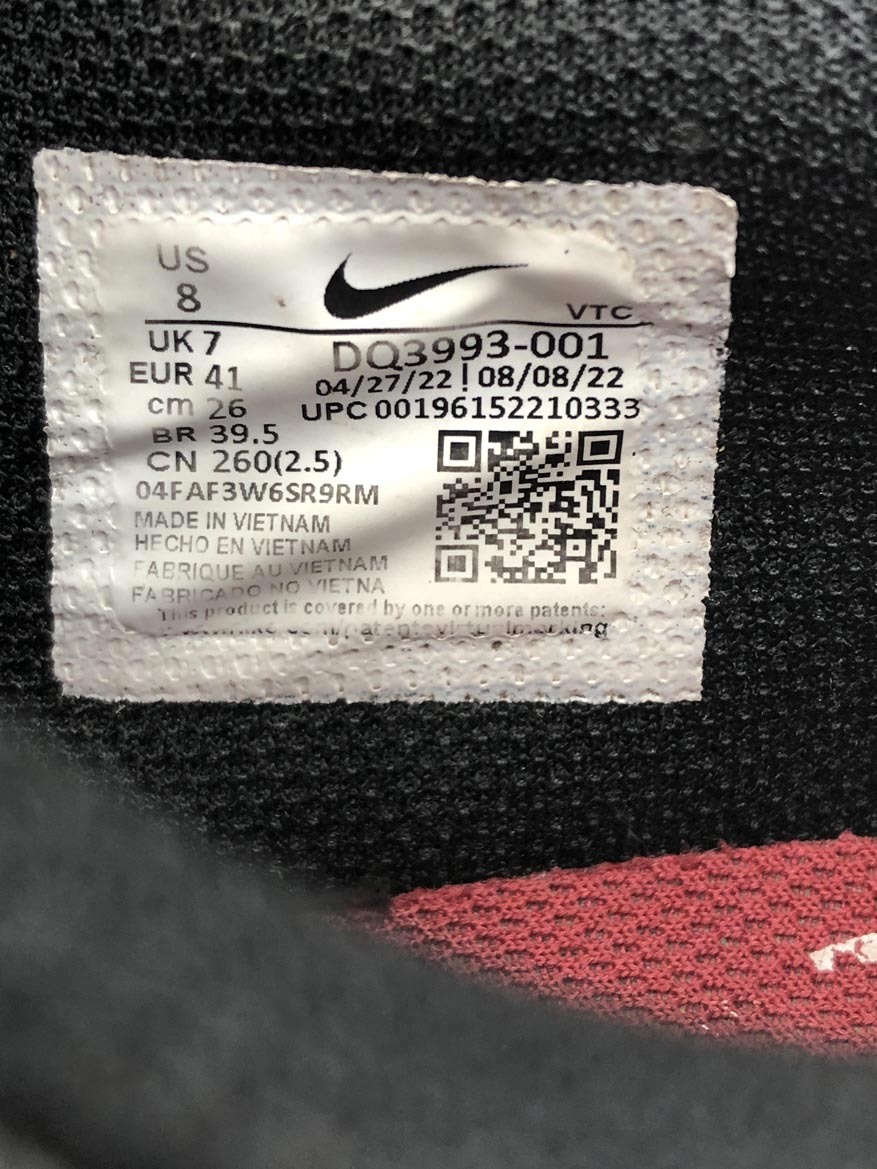 US
8
VTC
UK 7
DQ3993-001
EUR 41
04/27/22 | 08/08/22
cm 26
UPC 00196152210333
BR 39.5
CN 260(2.5)
04FAF3W6SR9RM
MADE IN VIETNAM
HECHO EN VIETNAM
FABRIQUE AU VIETNAM
FABRICADO NO VIETNA
This product is covered by one or more patents: